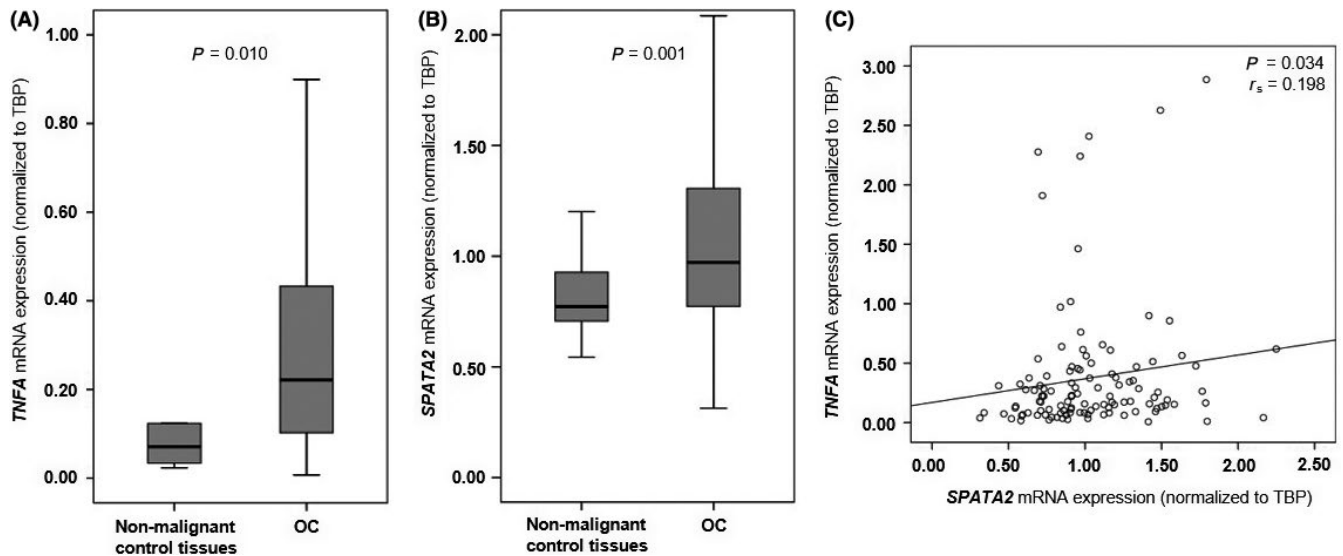 (A)
TNFA mRNA expression (normalized to TBP)
1.00
0.80
0.60
0.40
0.20
0.00
P = 0.010
Non-malignant
control tissues
OC
(B)
SPATA2 mRNA expression (normalized to TBP)
2.00
1.50
1.00
0.50
0.00
P = 0.001
Non-malignant
control tissues
OC
(C)
TNFA mRNA expression (normalized to TBP)
3.00
2.50
2.00
1.50
1.00
0.50
0.00
P = 0.034
rs = 0.198
0.00 0.50 1.00 1.50 2.00 2.50
SPATA2 mRNA expression (normalized to TBP)